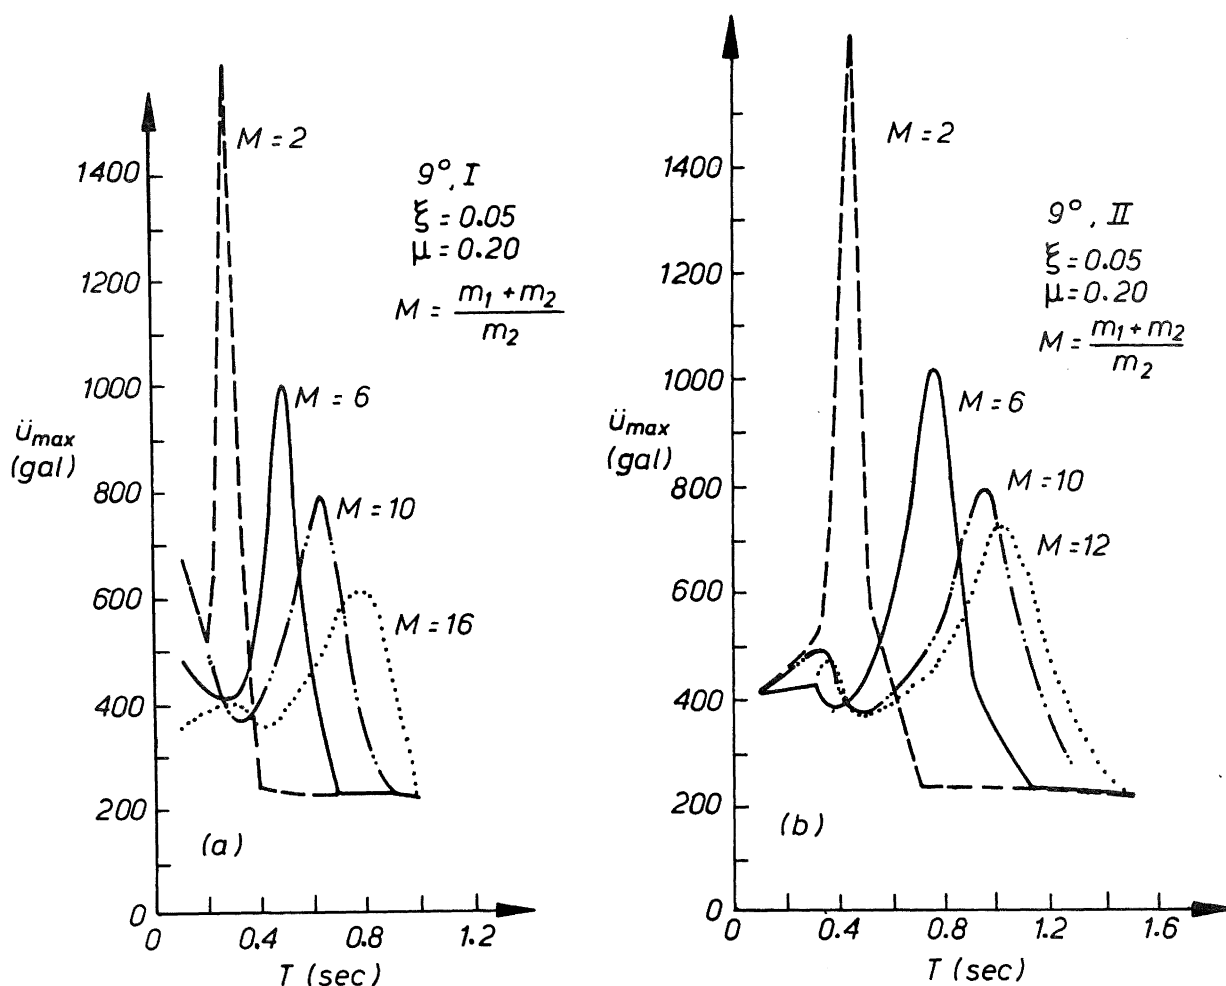 1400
1200
1000
800
600
400
200
0
ümax
(gal)
M = 2
9°, I
ξ = 0.05
μ = 0.20
M = (m1 + m2) / m2
M = 6
M = 10
M = 16
(a)
0 0.4 0.8 1.2
T (sec)
1400
1200
1000
800
600
400
200
0
ümax
(gal)
M = 2
9°, II
ξ = 0.05
μ = 0.20
M = (m1 + m2) / m2
M = 6
M = 10
M = 12
(b)
0 0.4 0.8 1.2 1.6
T (sec)